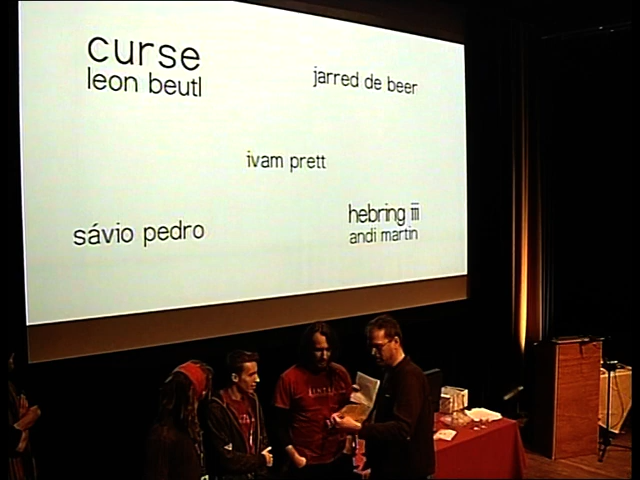 curse
leon beutl
jarred de beer
ivam prett
sávio pedro
hebring iii
andi martin